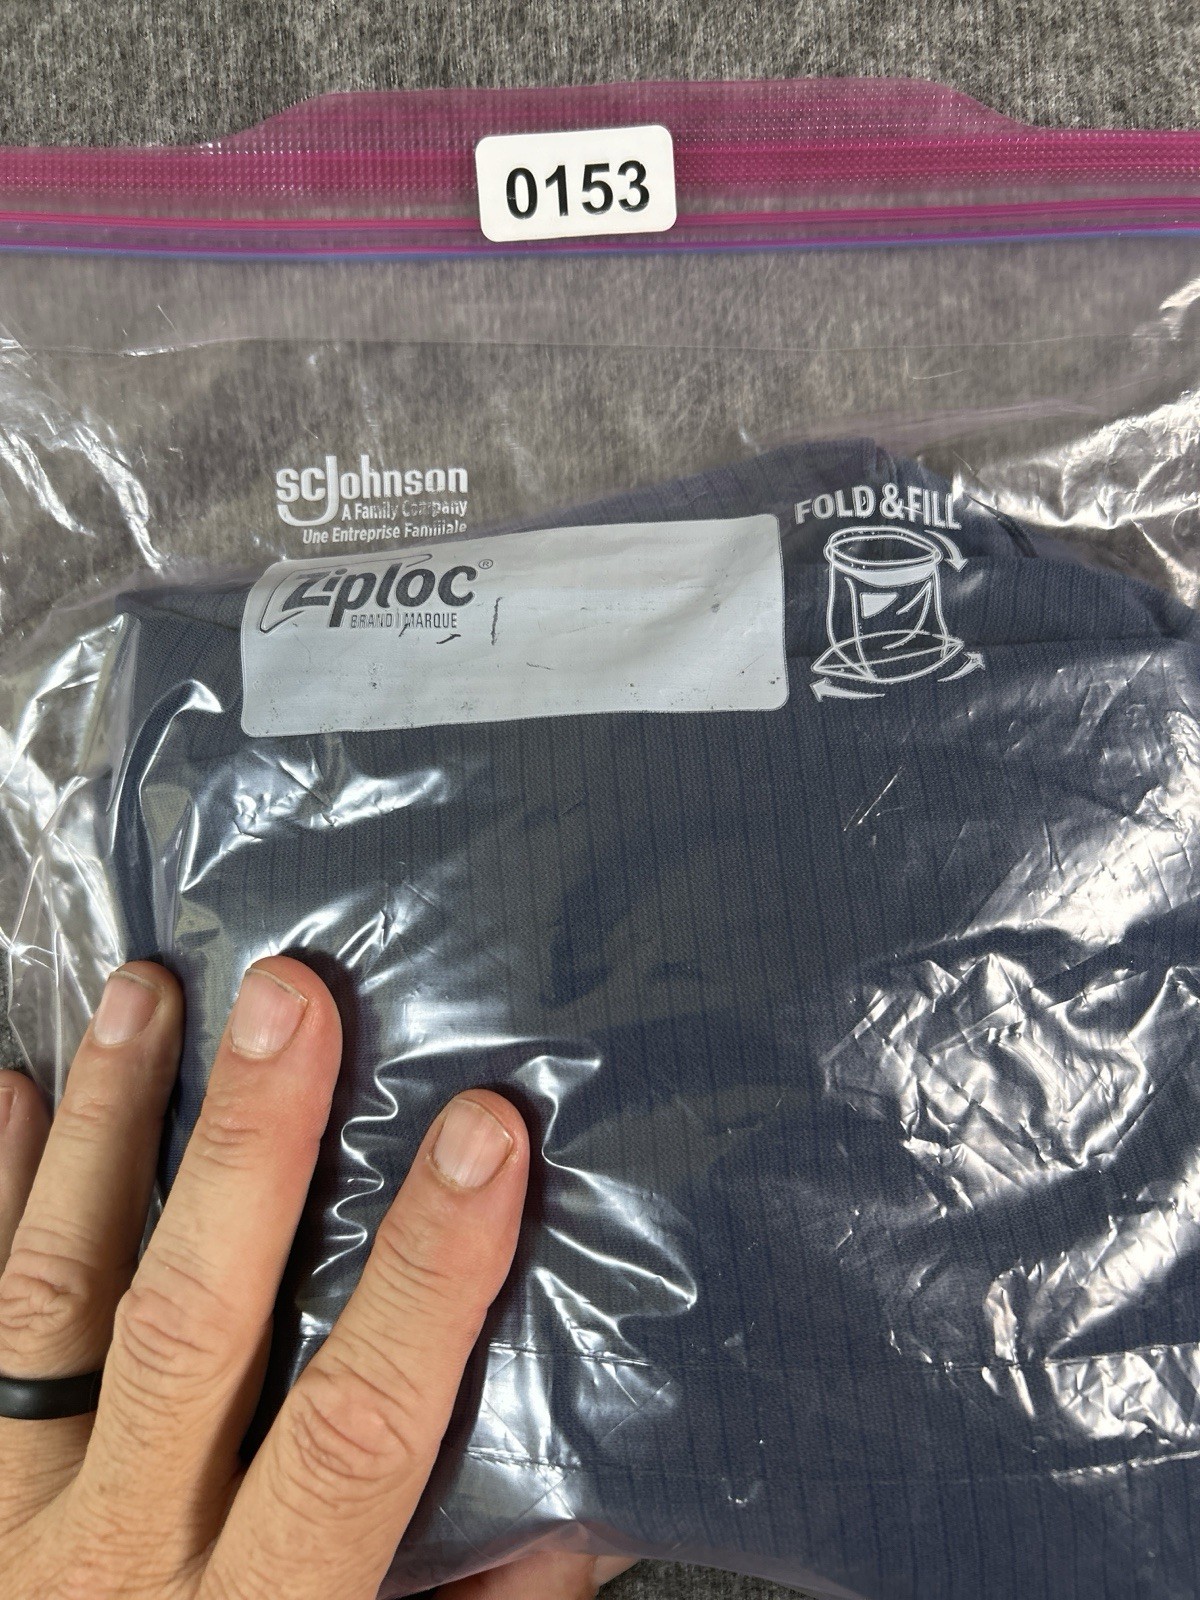 0153
SCJohnson
A Family Company
Une Entreprise Familiale
FOLD & FILL
Ziploc®
BRAND | MARQUE